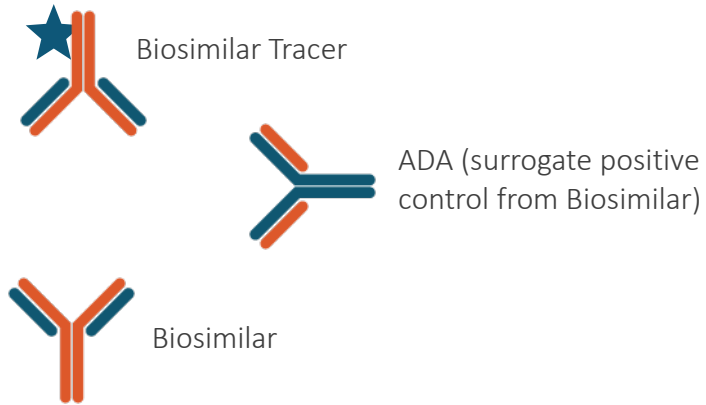 Biosimilar Tracer
ADA (surrogate positive
control from Biosimilar)
Biosimilar